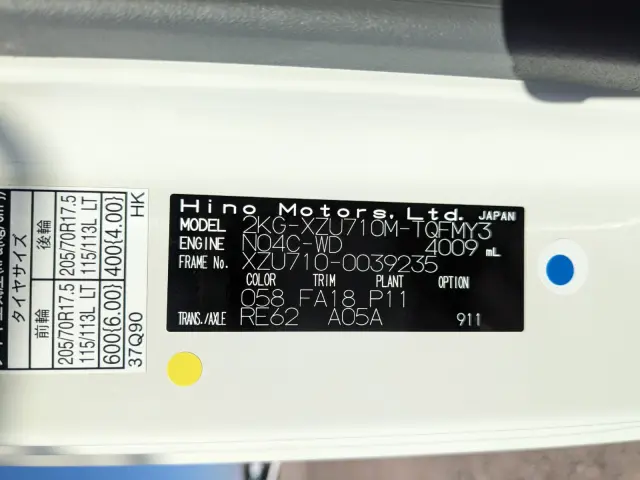 Hino Motors, Ltd. JAPAN
MODEL 2KG-XZU710M-TQFMY3
ENGINE N04C-WD 4009 mL
FRAME No. XZU710-0039235
COLOR TRIM PLANT OPTION
058 FA18 P11
TRANS./AXLE RE62 A05A 911
タイヤサイズ
前輪 後輪
205/70R17.5 205/70R17.5
115/113L LT 115/113L LT
600{6.00} 400{4.00}
37Q90 HK